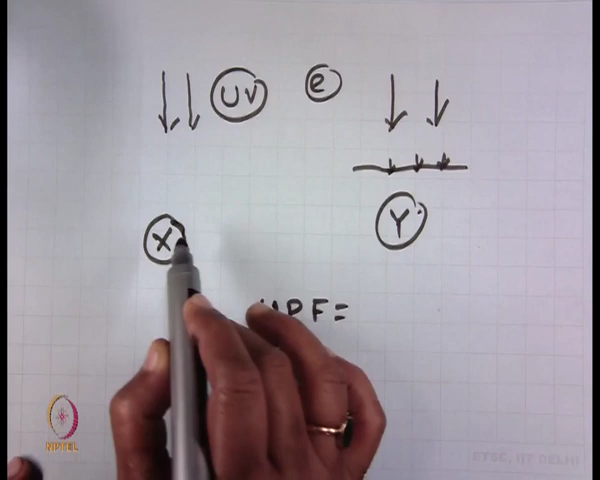 UV e
X Y
UPF=
NPTEL
ETSC, IIT DELHI